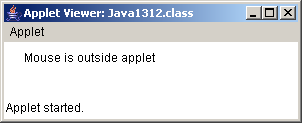 Applet Viewer: Java1312.class
Applet
Mouse is outside applet
Applet started.